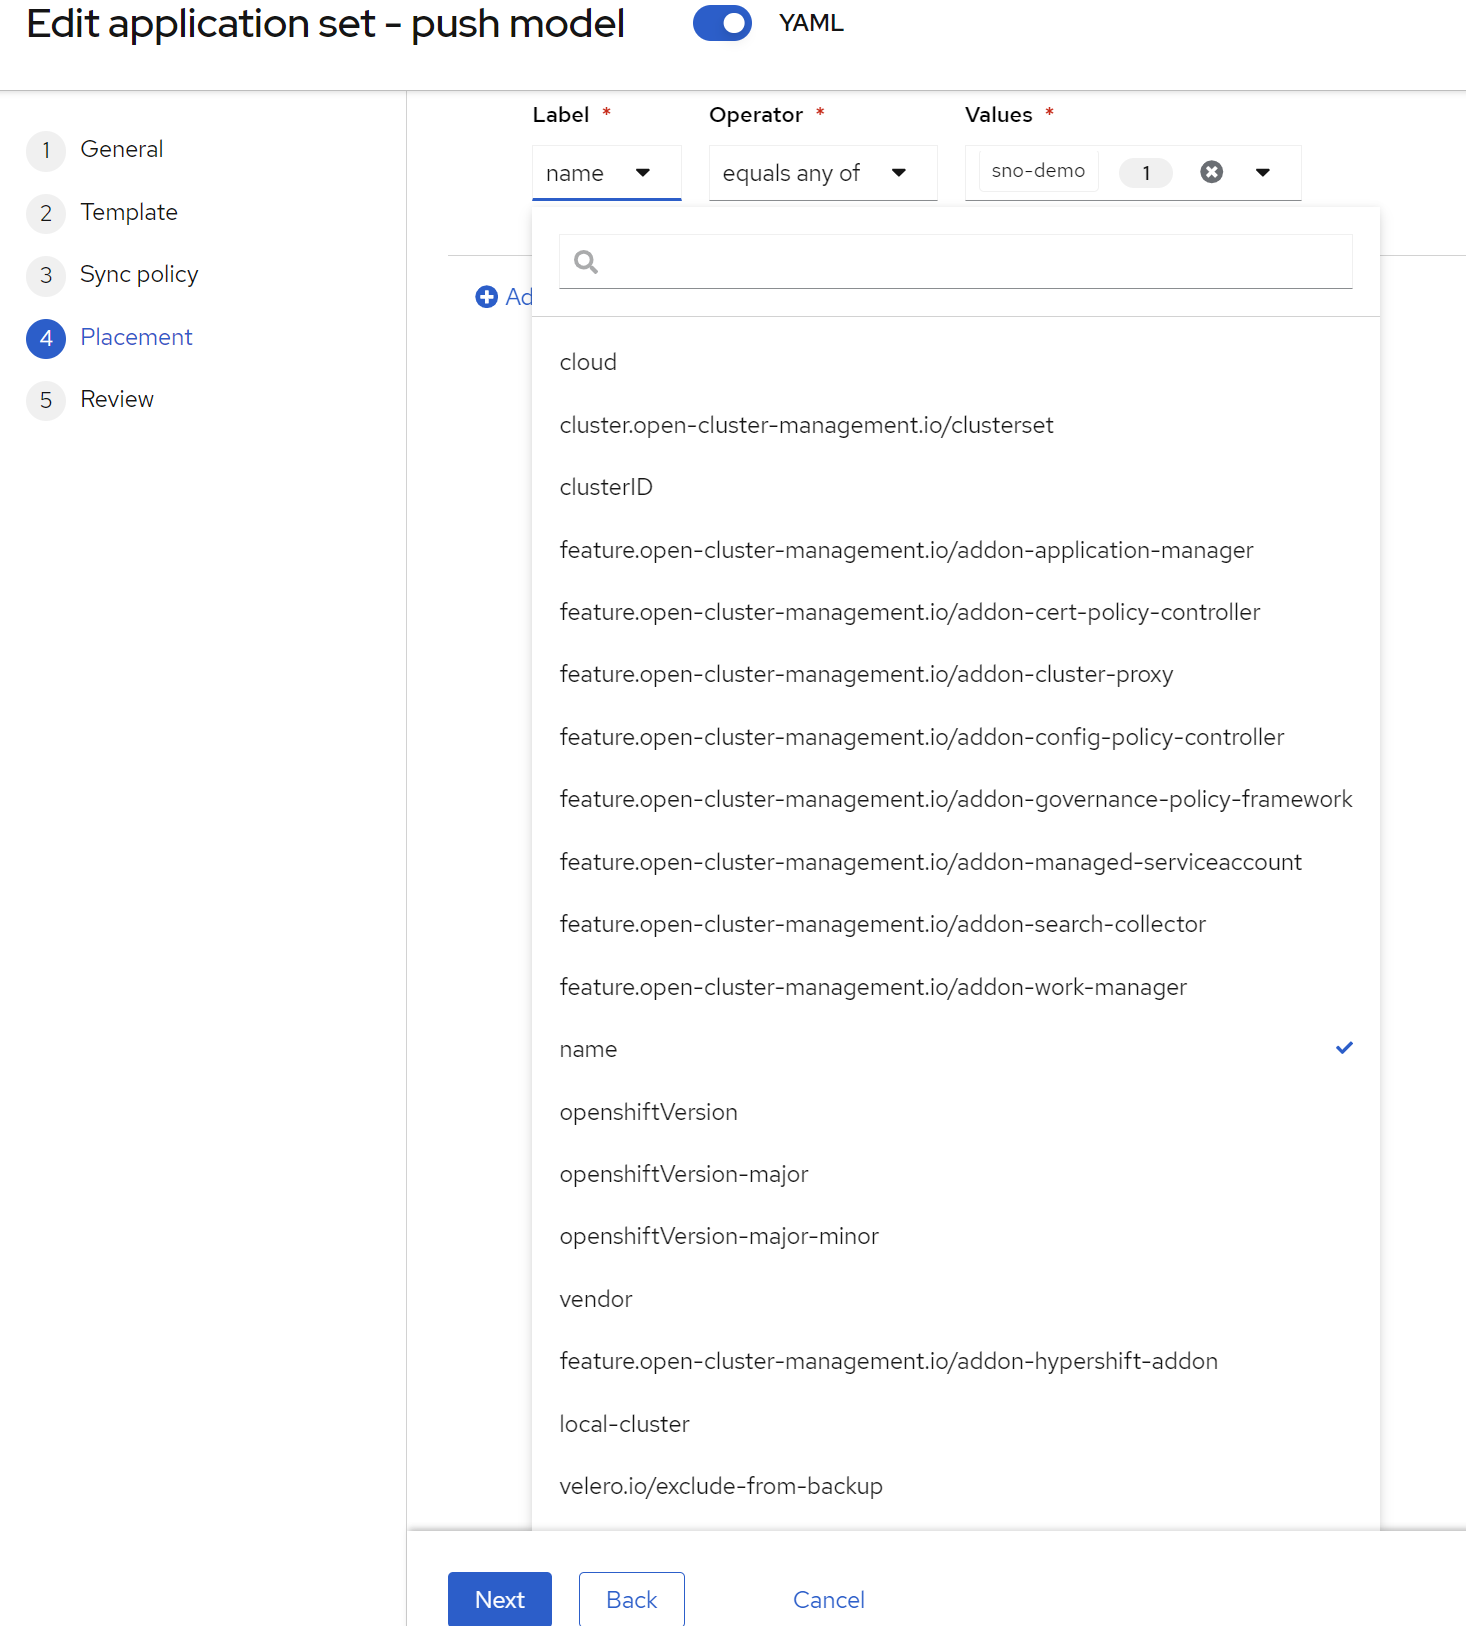 Edit application set - push model YAML
1 General
2 Template
3 Sync policy
4 Placement
5 Review
Label * Operator * Values *
name equals any of sno-demo 1
Ad
cloud
cluster.open-cluster-management.io/clusterset
clusterID
feature.open-cluster-management.io/addon-application-manager
feature.open-cluster-management.io/addon-cert-policy-controller
feature.open-cluster-management.io/addon-cluster-proxy
feature.open-cluster-management.io/addon-config-policy-controller
feature.open-cluster-management.io/addon-governance-policy-framework
feature.open-cluster-management.io/addon-managed-serviceaccount
feature.open-cluster-management.io/addon-search-collector
feature.open-cluster-management.io/addon-work-manager
name
openshiftVersion
openshiftVersion-major
openshiftVersion-major-minor
vendor
feature.open-cluster-management.io/addon-hypershift-addon
local-cluster
velero.io/exclude-from-backup
Next Back Cancel